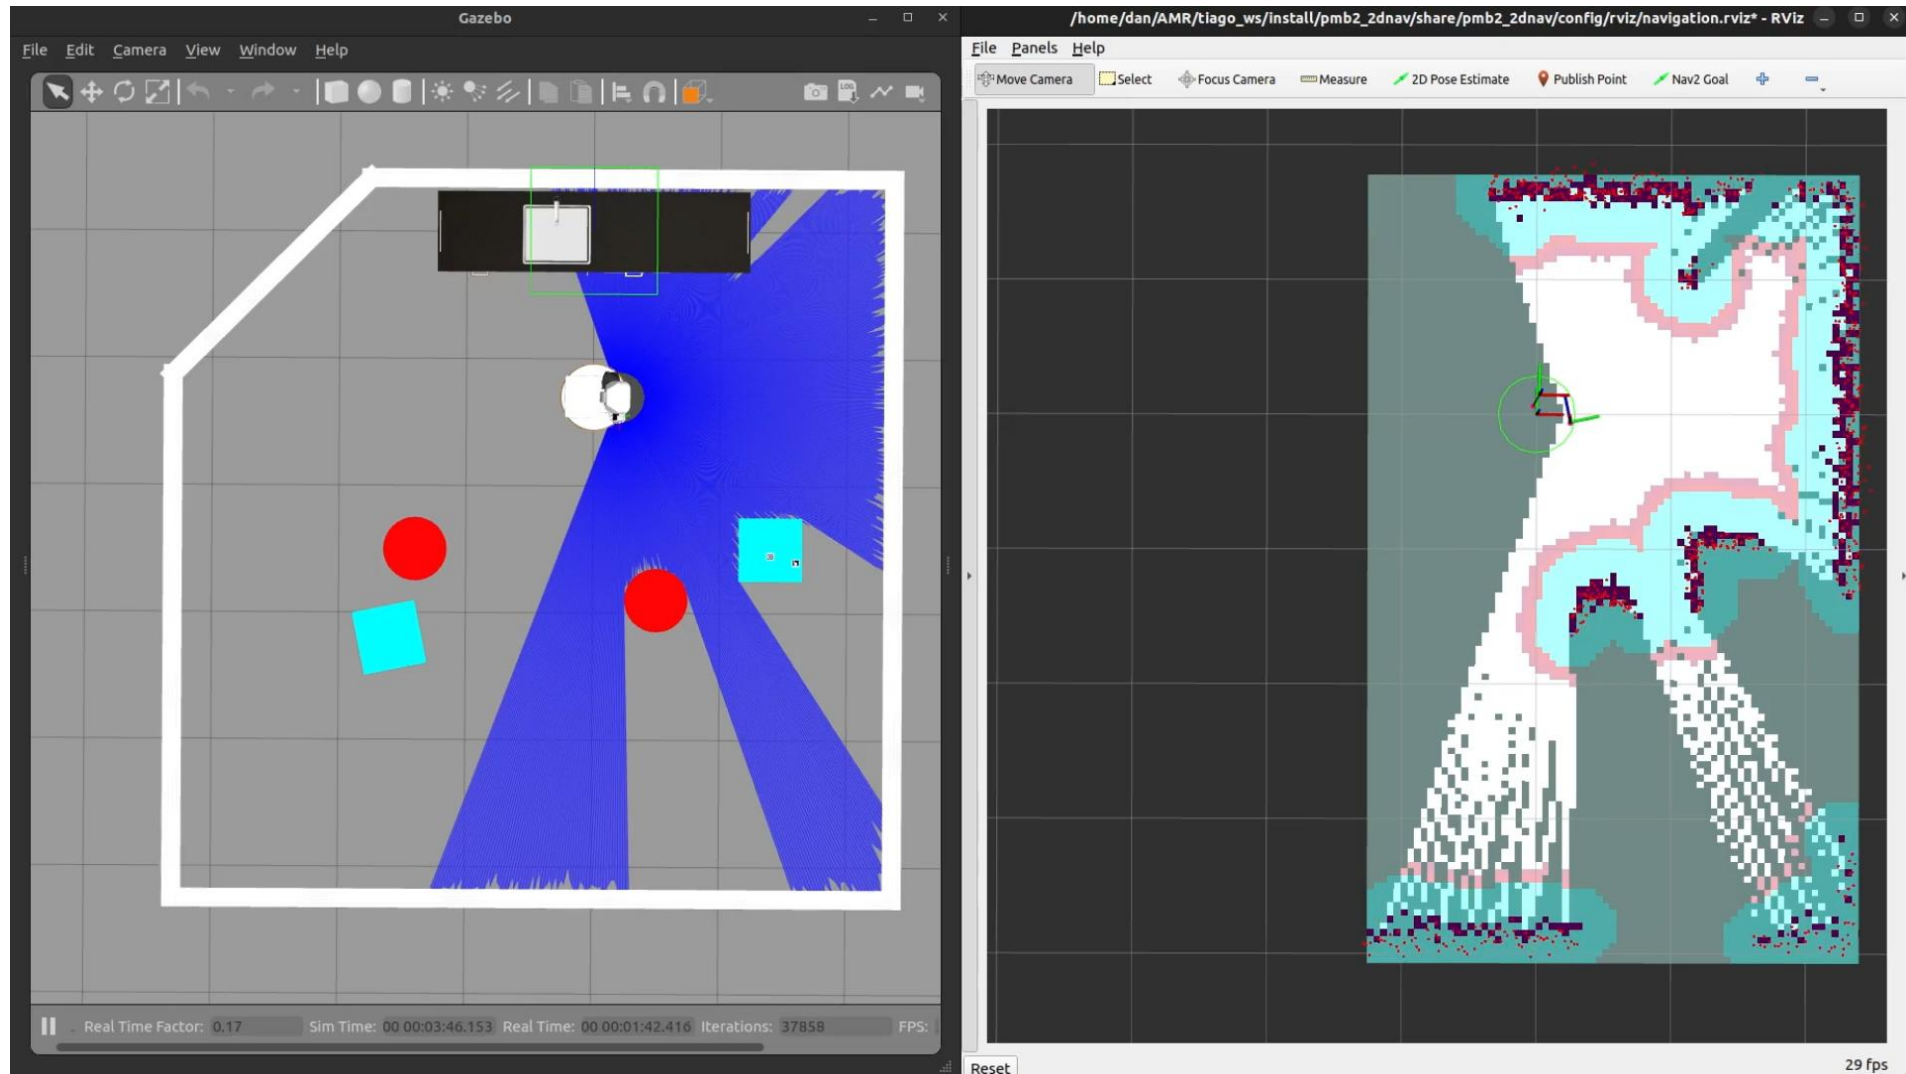 Gazebo
File Edit Camera View Window Help
LOG
Real Time Factor: 0.17 Sim Time: 00 00:03:46.153 Real Time: 00 00:01:42.416 Iterations: 37858 FPS:
/home/dan/AMR/tiago_ws/install/pmb2_2dnav/share/pmb2_2dnav/config/rviz/navigation.rviz* - RViz
File Panels Help
Move Camera Select Focus Camera Measure 2D Pose Estimate Publish Point Nav2 Goal
Reset 29 fps